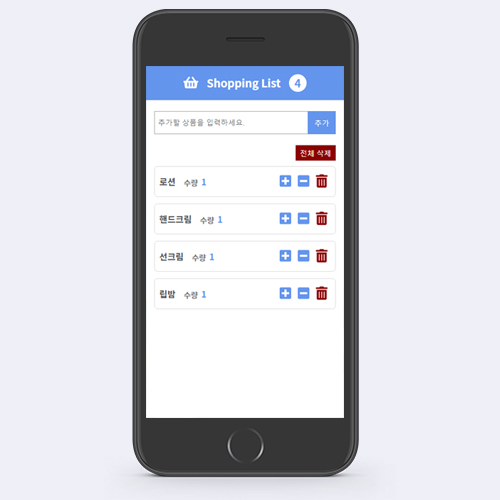 Shopping List 4
추가할 상품을 입력하세요. 추가
전체 삭제
로션 수량 1
핸드크림 수량 1
선크림 수량 1
립밤 수량 1